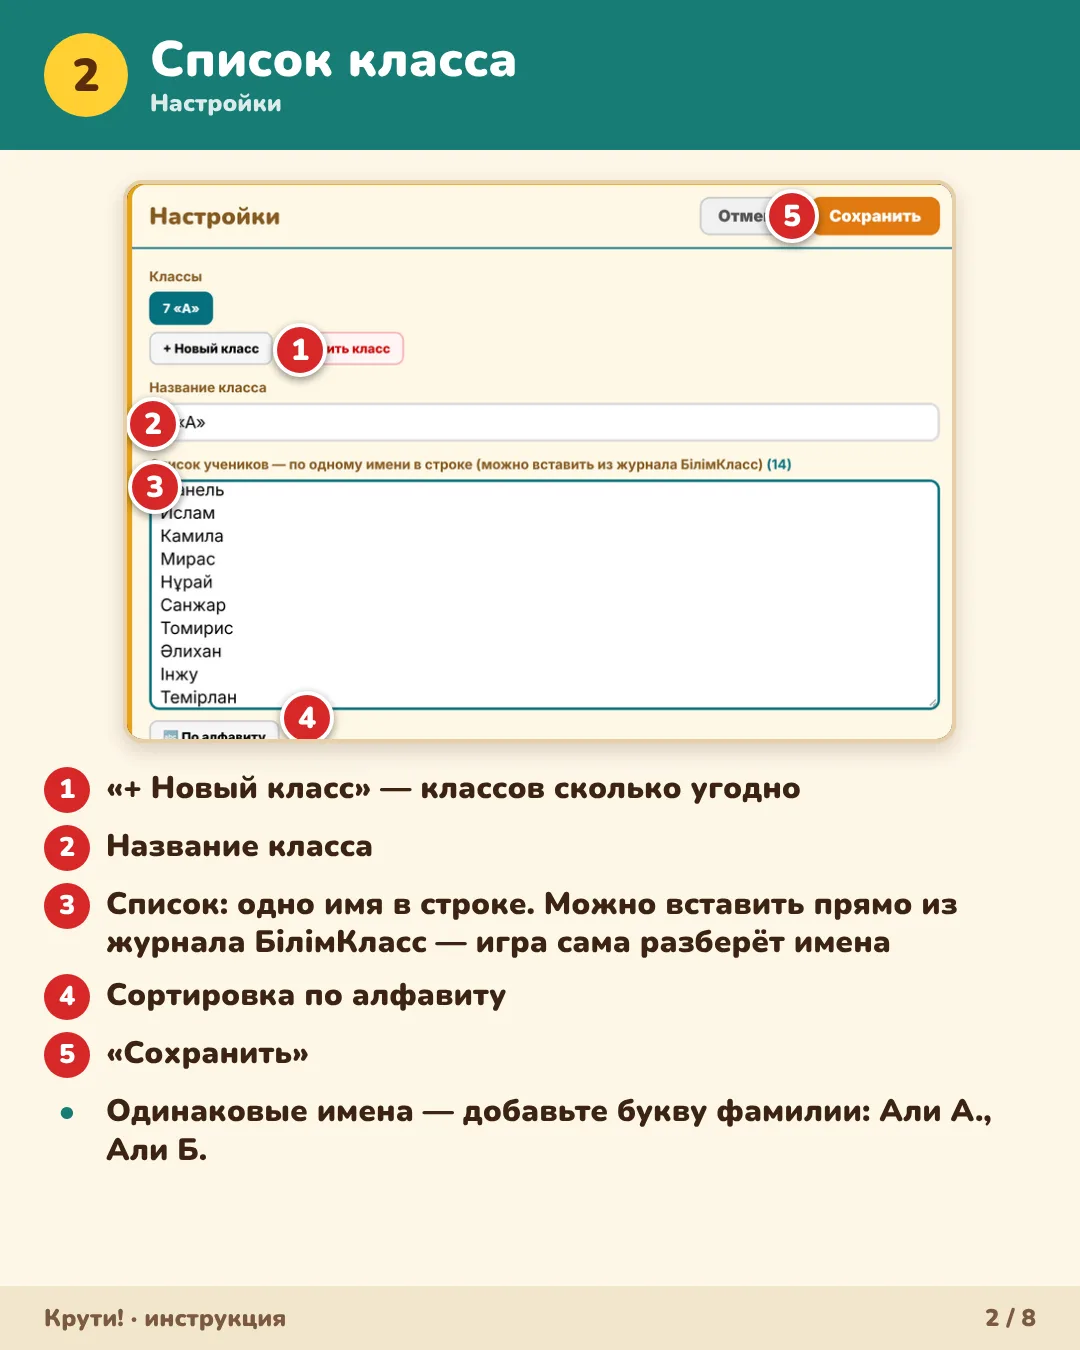 2
Список класса
Настройки
Настройки
5
Сохранить
Классы
7 «А»
+ Новый класс
1
класс
Название класса
2
«А»
учеников — по одному имени в строке (можно вставить из журнала БілімКласс) (14)
3
Ислам
Камила
Мирас
Нұрай
Санжар
Томирис
Әлихан
Інжу
Темірлан
4
По алфавиту
1 «+ Новый класс» — классов сколько угодно
2 Название класса
3 Список: одно имя в строке. Можно вставить прямо из
журнала БілімКласс — игра сама разберёт имена
4 Сортировка по алфавиту
5 «Сохранить»
• Одинаковые имена — добавьте букву фамилии: Али А.,
Али Б.
Крути! · инструкция
2 / 8